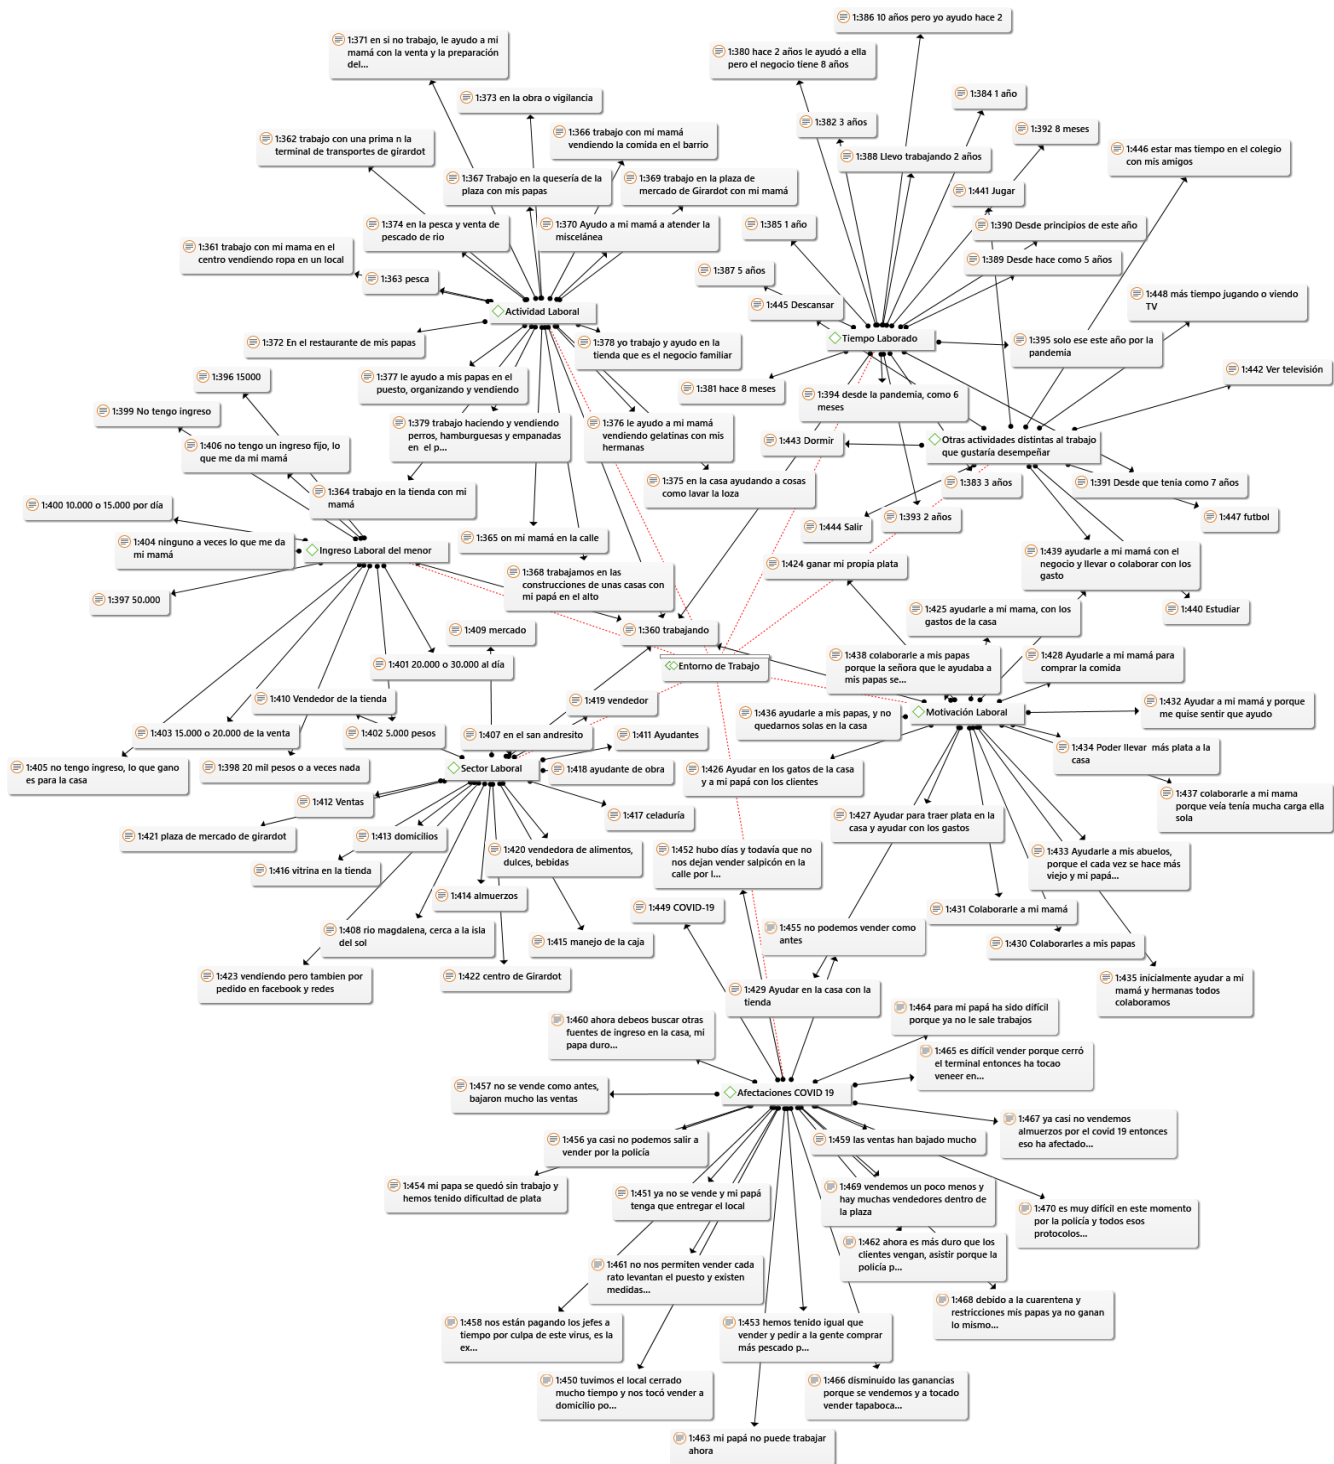 1:386 10 años pero yo ayudo hace 2
1:371 en si no trabajo, le ayudo a mi
mamá con la venta y la preparación
del...
1:380 hace 2 años le ayudó a ella
pero el negocio tiene 8 años
1:373 en la obra o vigilancia
1:384 1 año
1:362 trabajo con una prima n la
terminal de transportes de girardot
1:366 trabajo con mi mamá
vendiendo la comida en el barrio
1:382 3 años
1:392 8 meses
1:446 estar mas tiempo en el colegio
con mis amigos
1:388 Llevo trabajando 2 años
1:367 Trabajo en la quesería de la
plaza con mis papas
1:369 trabajo en la plaza de
mercado de Girardot con mi mamá
1:441 Jugar
1:374 en la pesca y venta de
pescado de rio
1:370 Ayudo a mi mamá a atender la
miscelánea
1:385 1 año
1:390 Desde principios de este año
1:361 trabajo con mi mama en el
centro vendiendo ropa en un local
1:389 Desde hace como 5 años
1:363 pesca
1:387 5 años
1:448 más tiempo jugando o viendo
TV
Actividad Laboral
1:445 Descansar
1:372 En el restaurante de mis papas
1:378 yo trabajo y ayudo en la
tienda que es el negocio familiar
Tiempo Laborado
1:395 solo ese este año por la
pandemia
1:396 15000
1:377 le ayudo a mis papas en el
puesto, organizando y vendiendo
1:381 hace 8 meses
1:442 Ver televisión
1:399 No tengo ingreso
1:394 desde la pandemia, como 6
meses
1:379 trabajo haciendo y vendiendo
perros, hamburguesas y empanadas
en el p...
1:376 le ayudo a mi mamá
vendiendo gelatinas con mis
hermanas
1:406 no tengo un ingreso fijo, lo
que me da mi mamá
1:443 Dormir
Otras actividades distintas al trabajo
que gustaría desempeñar
1:375 en la casa ayudando a cosas
como lavar la loza
1:383 3 años
1:391 Desde que tenia como 7 años
1:364 trabajo en la tienda con mi
mamá
1:400 10.000 o 15.000 por día
1:444 Salir
1:393 2 años
1:447 futbol
1:404 ninguno a veces lo que me da
mi mamá
Ingreso Laboral del menor
1:365 on mi mamá en la calle
1:439 ayudarle a mi mamá con el
negocio y llevar o colaborar con los
gasto
1:424 ganar mi propia plata
1:368 trabajamos en las
construcciones de unas casas con
mi papá en el alto
1:397 50.000
1:425 ayudarle a mi mama, con los
gastos de la casa
1:440 Estudiar
1:409 mercado
1:360 trabajando
1:401 20.000 o 30.000 al día
Entorno de Trabajo
1:438 colaborarle a mis papas
porque la señora que le ayudaba a
mis papas se...
1:428 Ayudarle a mi mamá para
comprar la comida
1:410 Vendedor de la tienda
1:419 vendedor
1:436 ayudarle a mis papas, y no
quedarnos solas en la casa
Motivación Laboral
1:432 Ayudar a mi mamá y porque
me quise sentir que ayudo
1:403 15.000 o 20.000 de la venta
1:402 5.000 pesos
1:407 en el san andresito
1:411 Ayudantes
1:434 Poder llevar más plata a la
casa
1:405 no tengo ingreso, lo que gano
es para la casa
1:398 20 mil pesos o a veces nada
Sector Laboral
1:418 ayudante de obra
1:426 Ayudar en los gatos de la casa
y a mi papá con los clientes
1:437 colaborarle a mi mama
porque veía tenía mucha carga ella
sola
1:412 Ventas
1:417 celaduría
1:427 Ayudar para traer plata en la
casa y ayudar con los gastos
1:421 plaza de mercado de girardot
1:413 domicilios
1:420 vendedora de alimentos,
dulces, bebidas
1:452 hubo días y todavía que no
nos dejan vender salpicón en la
calle por l...
1:433 Ayudarle a mis abuelos,
porque el cada vez se hace más
viejo y mi papá...
1:416 vitrina en la tienda
1:414 almuerzos
1:449 COVID-19
1:431 Colaborarle a mi mamá
1:408 rio magdalena, cerca a la isla
del sol
1:415 manejo de la caja
1:455 no podemos vender como
antes
1:430 Colaborarles a mis papas
1:423 vendiendo pero tambien por
pedido en facebook y redes
1:422 centro de Girardot
1:429 Ayudar en la casa con la
tienda
1:435 inicialmente ayudar a mi
mamá y hermanas todos
colaboramos
1:460 ahora debeos buscar otras
fuentes de ingreso en la casa, mi
papa duro...
1:464 para mi papá ha sido difícil
porque ya no le sale trabajos
1:465 es difícil vender porque cerró
el terminal entonces ha tocao
veneer en...
1:457 no se vende como antes,
bajaron mucho las ventas
Afectaciones COVID 19
1:467 ya casi no vendemos
almuerzos por el covid 19 entonces
eso ha afectado...
1:456 ya casi no podemos salir a
vender por la policía
1:459 las ventas han bajado mucho
1:454 mi papa se quedó sin trabajo y
hemos tenido dificultad de plata
1:451 ya no se vende y mi papá
tenga que entregar el local
1:469 vendemos un poco menos y
hay muchas vendedores dentro de
la plaza
1:470 es muy difícil en este momento
por la policía y todos esos
protocolos...
1:462 ahora es más duro que los
clientes vengan, asistir porque la
policía p...
1:461 no nos permiten vender cada
rato levantan el puesto y existen
medidas...
1:468 debido a la cuarentena y
restricciones mis papas ya no ganan
lo mismo...
1:458 nos están pagando los jefes a
tiempo por culpa de este virus, es la
ex...
1:453 hemos tenido igual que
vender y pedir a la gente comprar
más pescado p...
1:450 tuvimos el local cerrado
mucho tiempo y nos tocó vender a
domicilio po...
1:466 disminuido las ganancias
porque se vendemos y a tocado
vender tapaboca...
1:463 mi papá no puede trabajar
ahora